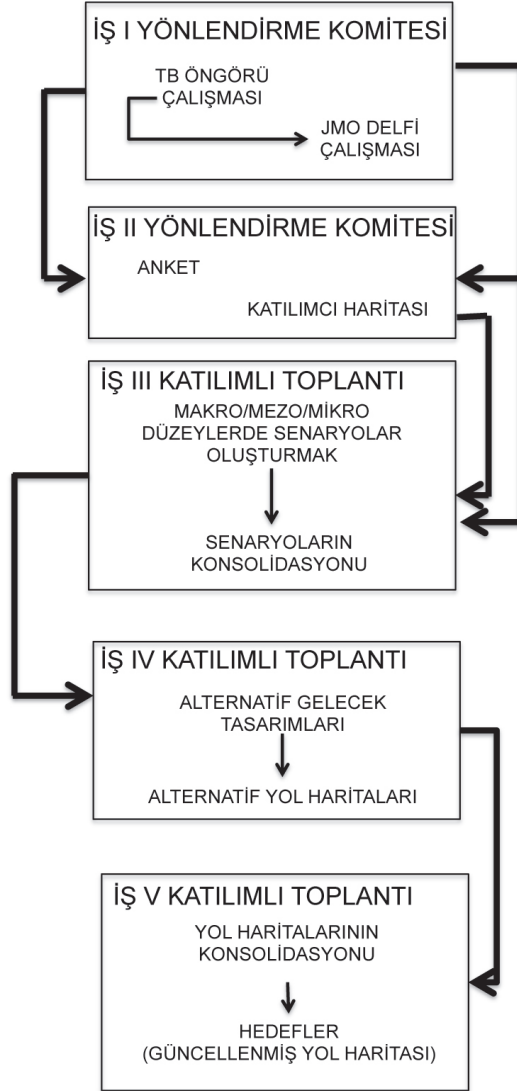 İŞ I YÖNLENDİRME KOMİTESİ
TB ÖNGÖRÜ
ÇALIŞMASI
JMO DELFİ
ÇALIŞMASI
İŞ II YÖNLENDİRME KOMİTESİ
ANKET
KATILIMCI HARİTASI
İŞ III KATILIMLI TOPLANTI
MAKRO/MEZO/MİKRO
DÜZEYLERDE SENARYOLAR
OLUŞTURMAK
SENARYOLARIN
KONSOLİDASYONU
İŞ IV KATILIMLI TOPLANTI
ALTERNATİF GELECEK
TASARIMLARI
ALTERNATİF YOL HARİTALARI
İŞ V KATILIMLI TOPLANTI
YOL HARİTALARININ
KONSOLİDASYONU
HEDEFLER
(GÜNCELLENMİŞ YOL HARİTASI)